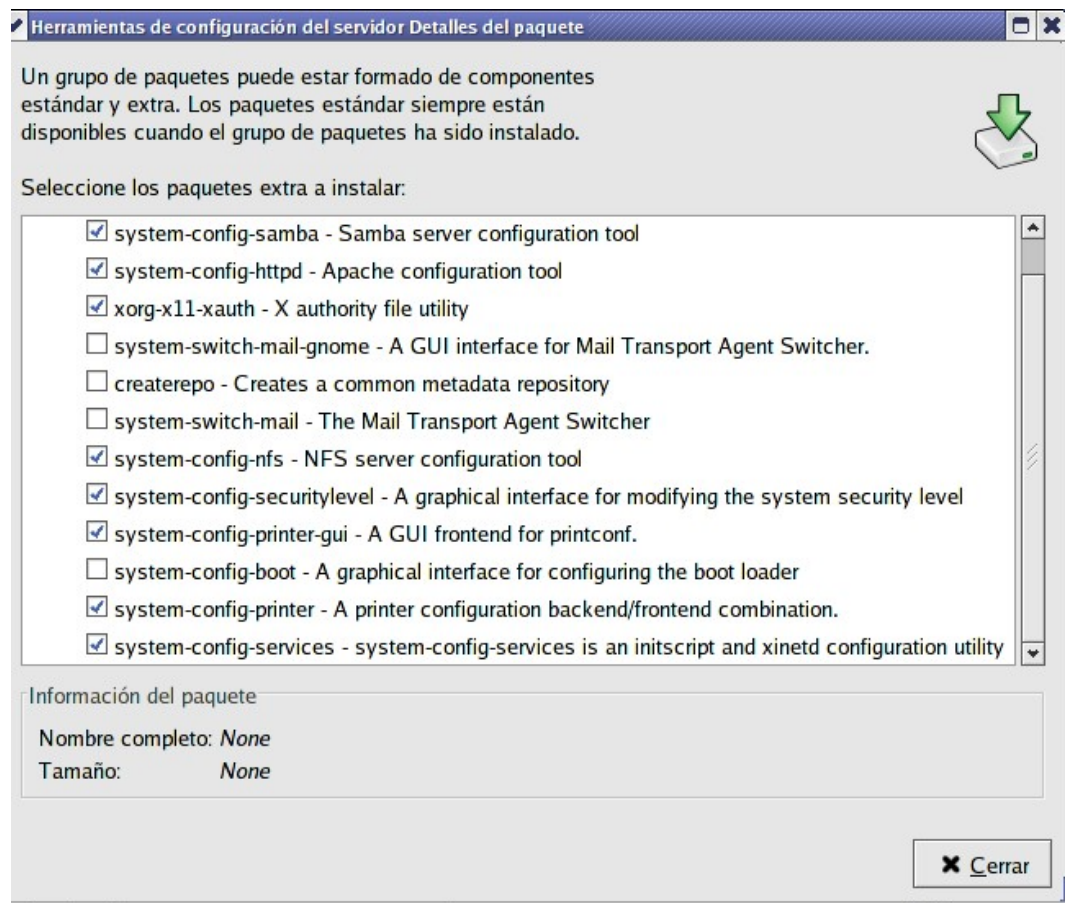 Herramientas de configuración del servidor Detalles del paquete
Un grupo de paquetes puede estar formado de componentes
estándar y extra. Los paquetes estándar siempre están
disponibles cuando el grupo de paquetes ha sido instalado.
Seleccione los paquetes extra a instalar:
system-config-samba - Samba server configuration tool
system-config-httpd - Apache configuration tool
xorg-x11-xauth - X authority file utility
system-switch-mail-gnome - A GUI interface for Mail Transport Agent Switcher.
createrepo - Creates a common metadata repository
system-switch-mail - The Mail Transport Agent Switcher
system-config-nfs - NFS server configuration tool
system-config-securitylevel - A graphical interface for modifying the system security level
system-config-printer-gui - A GUI frontend for printconf.
system-config-boot - A graphical interface for configuring the boot loader
system-config-printer - A printer configuration backend/frontend combination.
system-config-services - system-config-services is an initscript and xinetd configuration utility
Información del paquete
Nombre completo: None
Tamaño: None
Cerrar